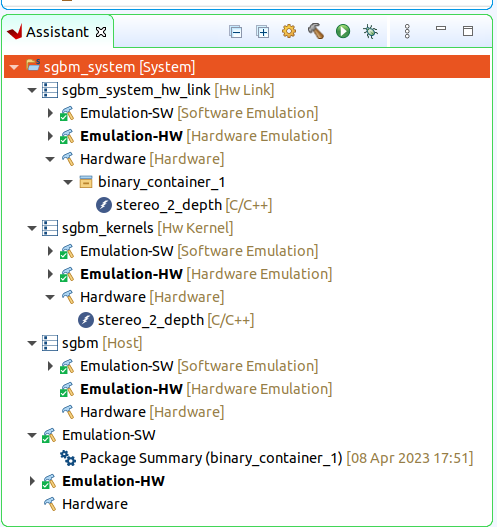 Assistant
sgbm_system [System]
sgbm_system_hw_link [Hw Link]
Emulation-SW [Software Emulation]
Emulation-HW [Hardware Emulation]
Hardware [Hardware]
binary_container_1
stereo_2_depth [C/C++]
sgbm_kernels [Hw Kernel]
Emulation-SW [Software Emulation]
Emulation-HW [Hardware Emulation]
Hardware [Hardware]
stereo_2_depth [C/C++]
sgbm [Host]
Emulation-SW [Software Emulation]
Emulation-HW [Hardware Emulation]
Hardware [Hardware]
Emulation-SW
Package Summary (binary_container_1) [08 Apr 2023 17:51]
Emulation-HW
Hardware